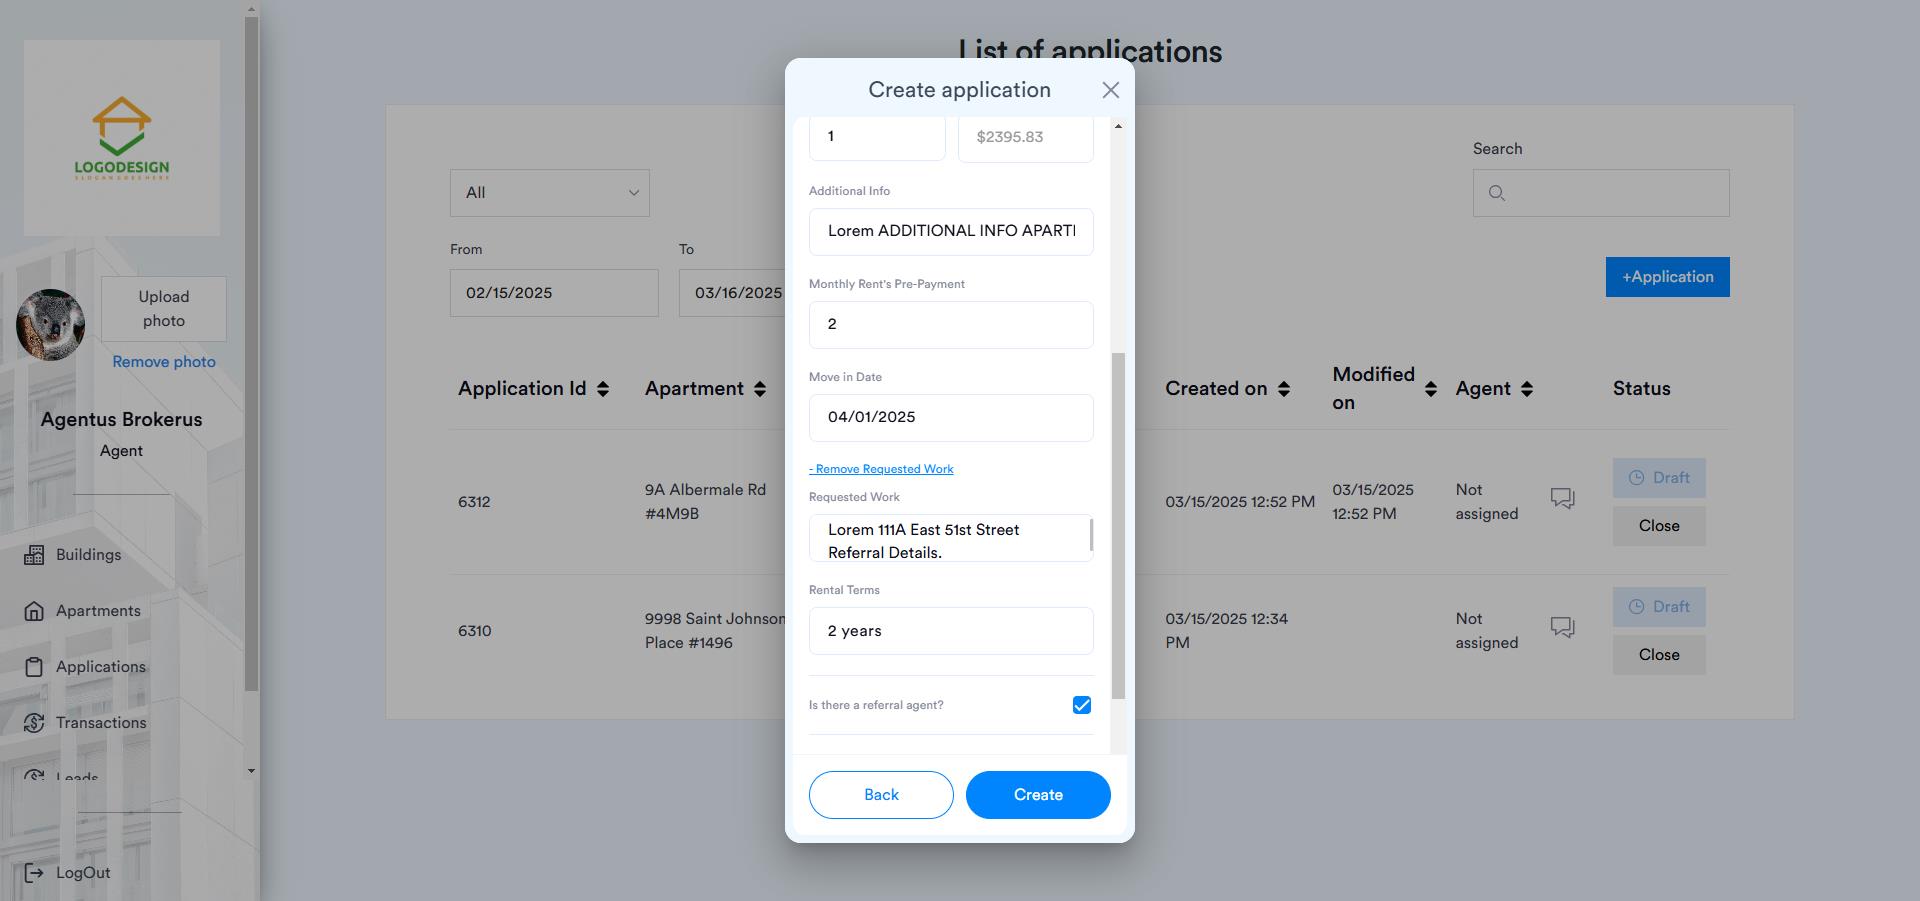 LOGODESIGN
SLOGAN GOES HERE
Upload
photo
Remove photo
Agentus Brokerus
Agent
Buildings
Apartments
Applications
Transactions
Leads
LogOut
List of applications
All
Search
From
To
02/15/2025
03/16/2025
+Application
Application Id
Apartment
Created on
Modified
on
Agent
Status
6312
9A Albermale Rd
#4M9B
03/15/2025 12:52 PM
03/15/2025
12:52 PM
Not
assigned
Draft
Close
6310
9998 Saint Johnson
Place #1496
03/15/2025 12:34
PM
Not
assigned
Draft
Close
Create application
1
$2395.83
Additional Info
Lorem ADDITIONAL INFO APART
Monthly Rent's Pre-Payment
2
Move in Date
04/01/2025
- Remove Requested Work
Requested Work
Lorem 111A East 51st Street
Referral Details.
Rental Terms
2 years
Is there a referral agent?
Back
Create